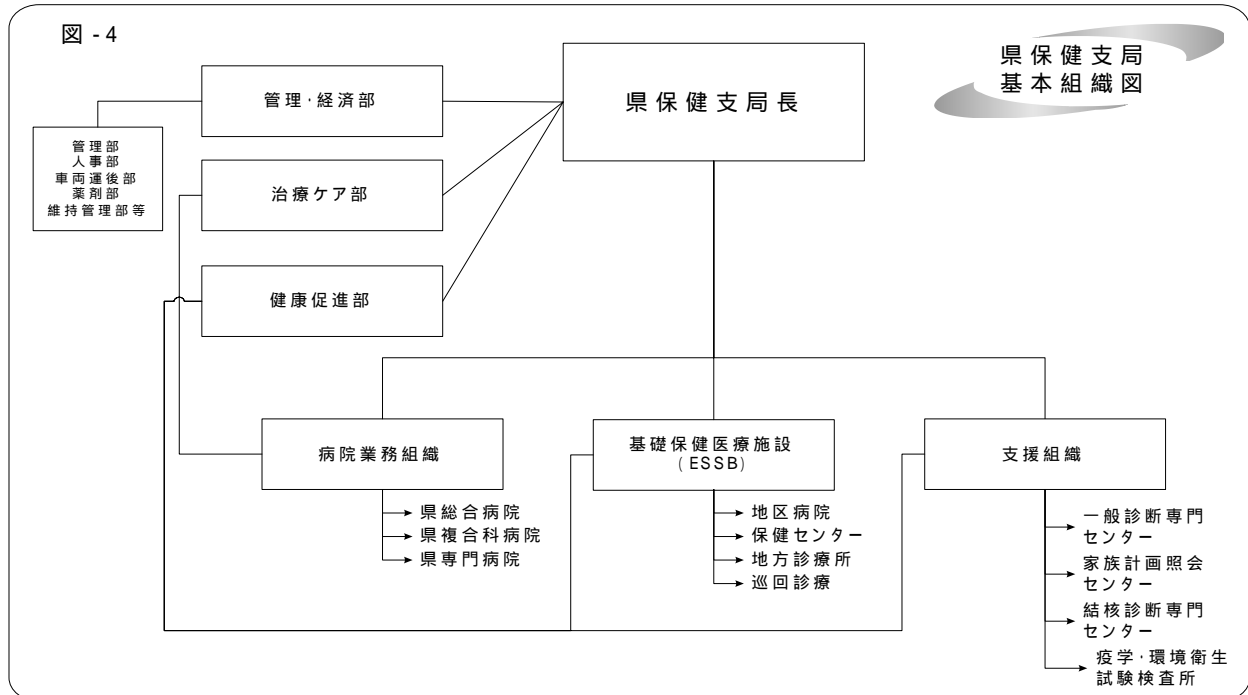 図 - 4
県保健支局
基本組織図
県保健支局長
管理・経済部
管理部
人事部
車両運後部
薬剤部
維持管理部等
治療ケア部
健康促進部
病院業務組織
県総合病院
県複合科病院
県専門病院
基礎保健医療施設
(ESSB)
地区病院
保健センター
地方診療所
巡回診療
支援組織
一般診断専門
センター
家族計画照会
センター
結核診断専門
センター
疫学・環境衛生
試験検査所